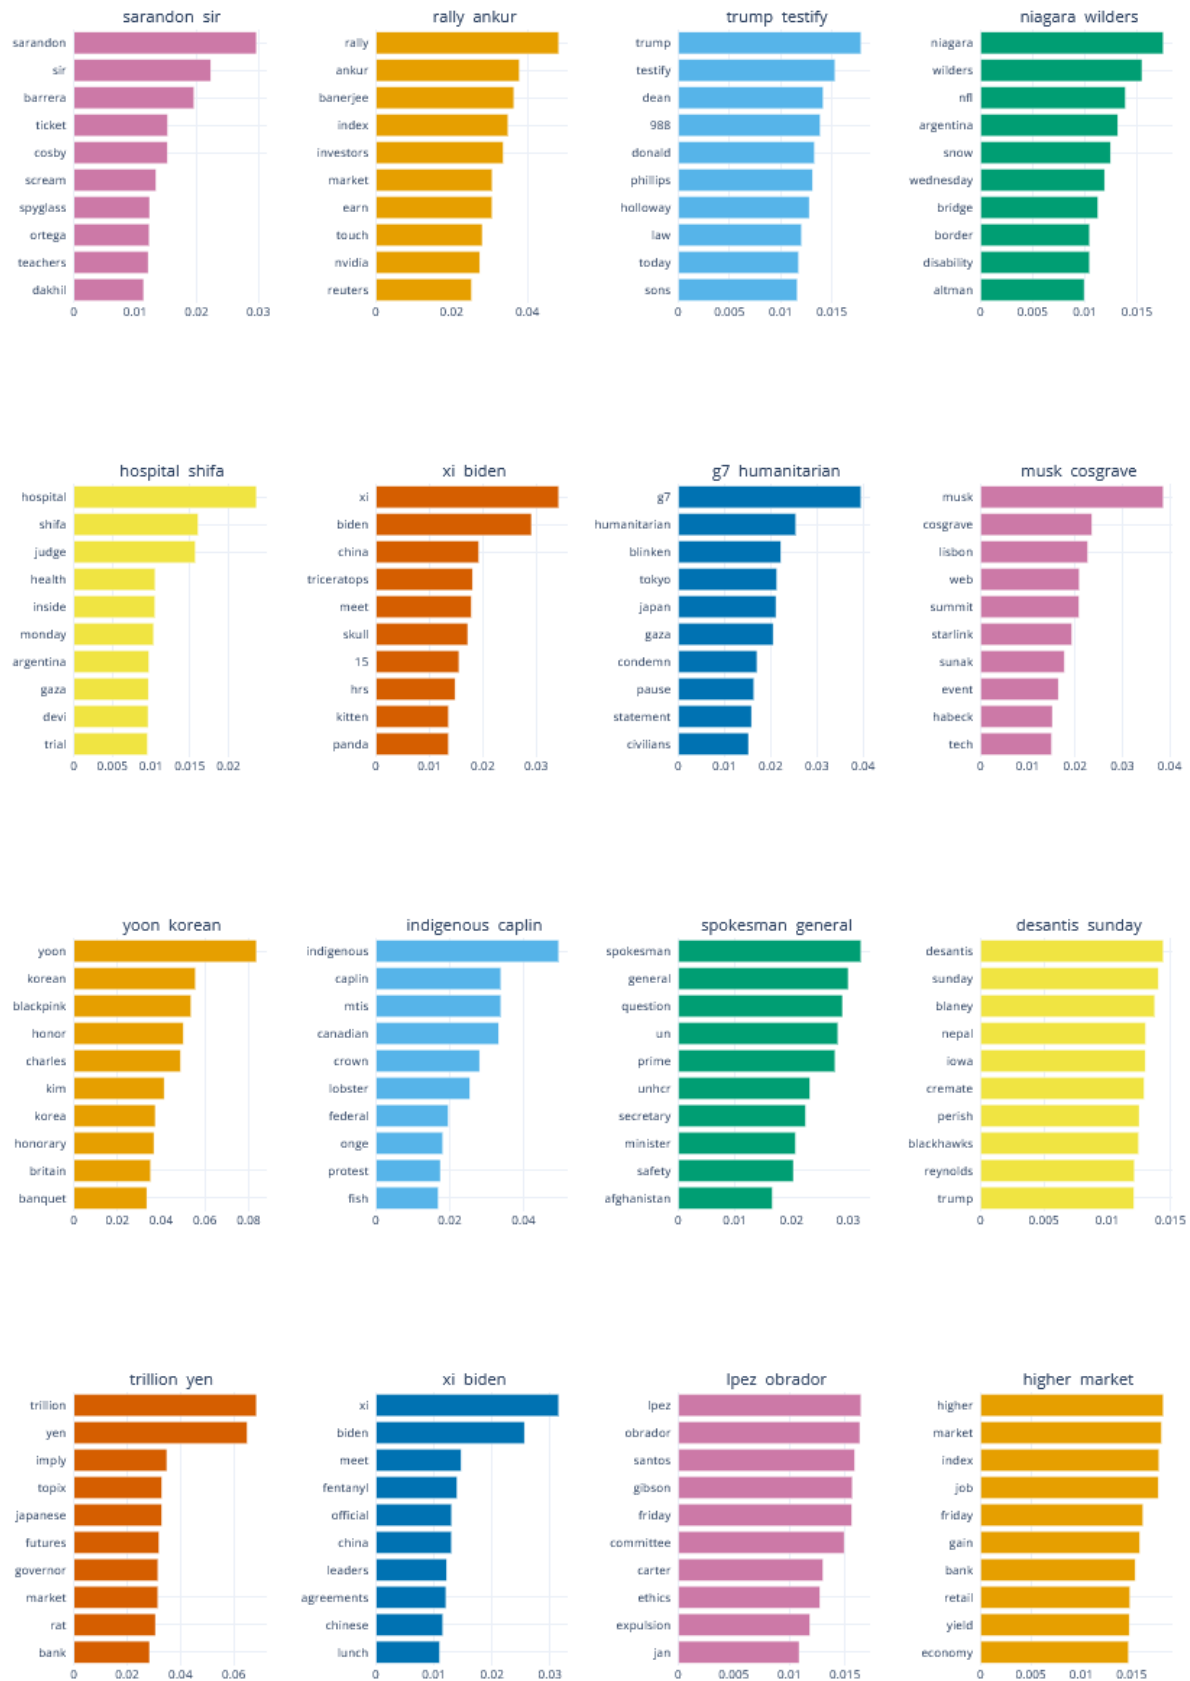 sarandon sir
sarandon
sir
barrera
ticket
cosby
scream
spyglass
ortega
teachers
dakhil
0 0.01 0.02 0.03
rally ankur
rally
ankur
banerjee
index
investors
market
earn
touch
nvidia
reuters
0 0.02 0.04
trump testify
trump
testify
dean
988
donald
phillips
holloway
law
today
sons
0 0.005 0.01 0.015
niagara wilders
niagara
wilders
nfl
argentina
snow
wednesday
bridge
border
disability
altman
0 0.005 0.01 0.015
hospital shifa
hospital
shifa
judge
health
inside
monday
argentina
gaza
devi
trial
0 0.005 0.01 0.015 0.02
xi biden
xi
biden
china
triceratops
meet
skull
15
hrs
kitten
panda
0 0.01 0.02 0.03
g7 humanitarian
g7
humanitarian
blinken
tokyo
japan
gaza
condemn
pause
statement
civilians
0 0.01 0.02 0.03 0.04
musk cosgrave
musk
cosgrave
lisbon
web
summit
starlink
sunak
event
habeck
tech
0 0.01 0.02 0.03 0.04
yoon korean
yoon
korean
blackpink
honor
charles
kim
korea
honorary
britain
banquet
0 0.02 0.04 0.06 0.08
indigenous caplin
indigenous
caplin
mtis
canadian
crown
lobster
federal
onge
protest
fish
0 0.02 0.04
spokesman general
spokesman
general
question
un
prime
unhcr
secretary
minister
safety
afghanistan
0 0.01 0.02 0.03
desantis sunday
desantis
sunday
blaney
nepal
iowa
cremate
perish
blackhawks
reynolds
trump
0 0.005 0.01 0.015
trillion yen
trillion
yen
imply
topix
japanese
futures
governor
market
rat
bank
0 0.02 0.04 0.06
xi biden
xi
biden
meet
fentanyl
official
china
leaders
agreements
chinese
lunch
0 0.01 0.02 0.03
lpez obrador
lpez
obrador
santos
gibson
friday
committee
carter
ethics
expulsion
jan
0 0.005 0.01 0.015
higher market
higher
market
index
job
friday
gain
bank
retail
yield
economy
0 0.005 0.01 0.015